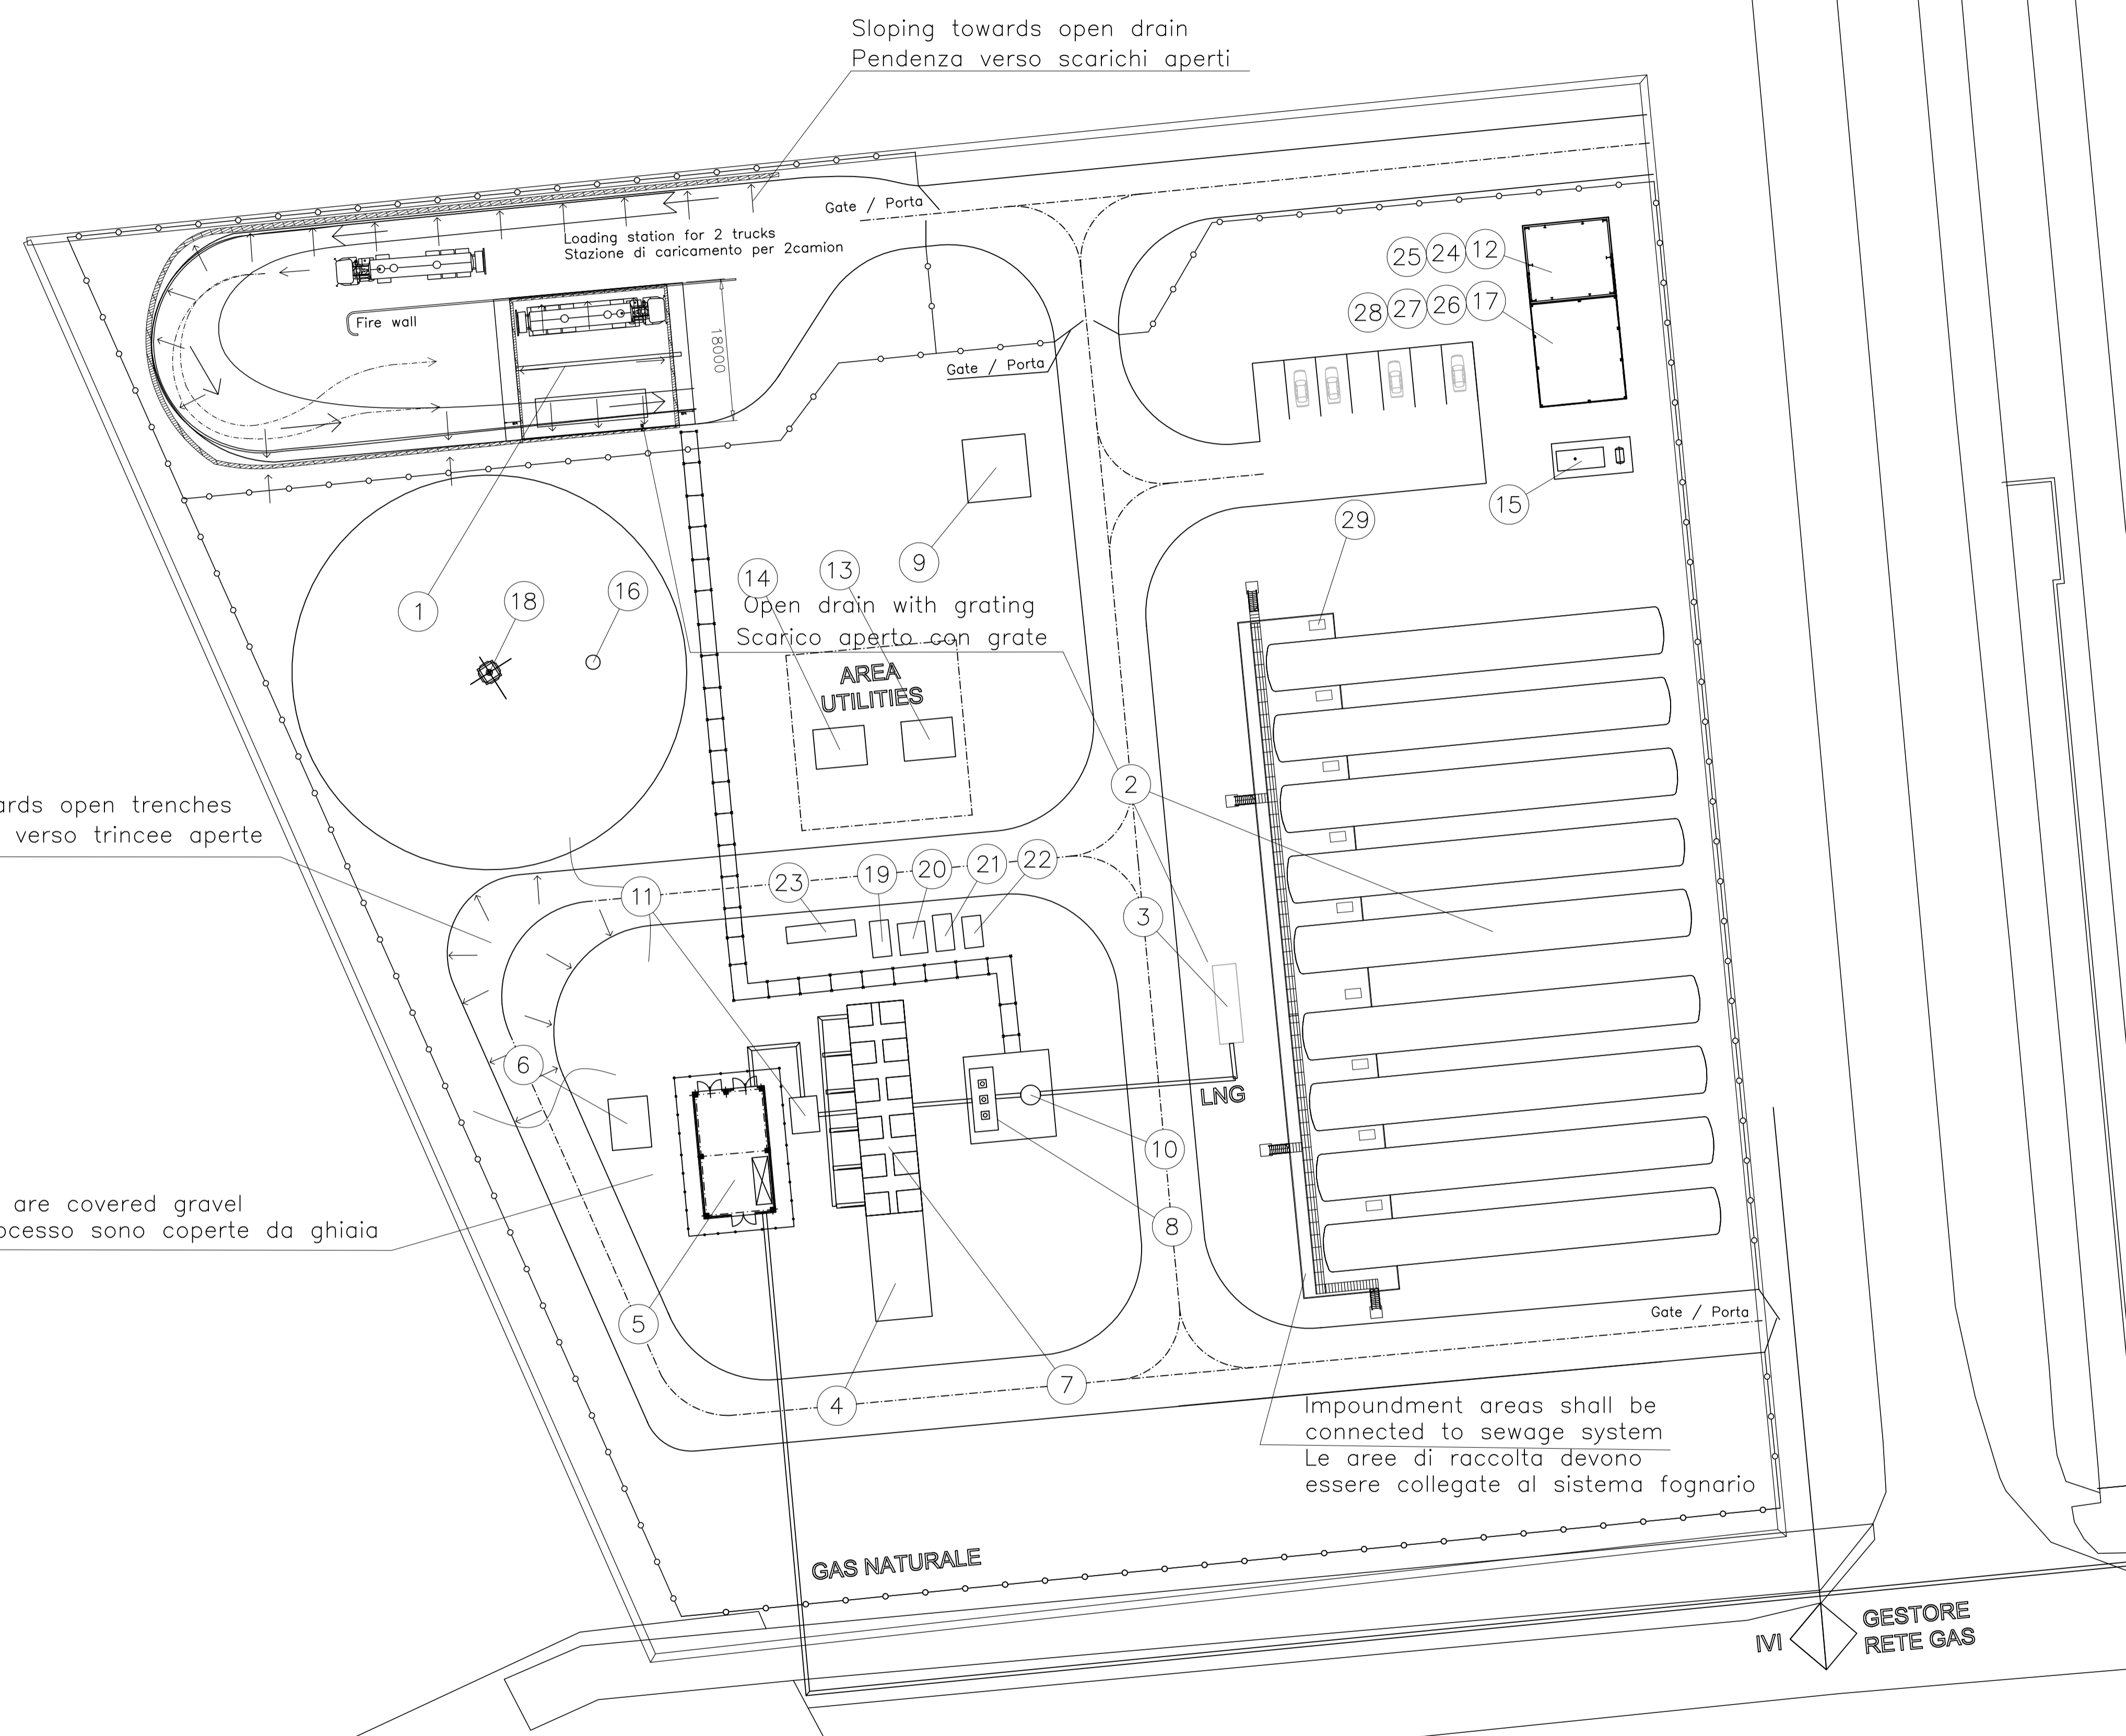 Sloping towards open drain
Pendenza verso scarichi aperti
Gate / Porta
Loading station for 2 trucks
Stazione di caricamento per 2camion
Fire wall
18000
Gate / Porta
25 24 12
28 27 26 17
15
29
9
13
14
16
18
1
Open drain with grating
Scarico aperto con grate
AREA
UTILITIES
2
ards open trenches
verso trincee aperte
22
21
20
19
23
11
3
6
LNG
10
8
are covered gravel
ocesso sono coperte da ghiaia
5
7
4
Gate / Porta
Impoundment areas shall be
connected to sewage system
Le aree di raccolta devono
essere collegate al sistema fognario
GAS NATURALE
IVI
GESTORE
RETE GAS